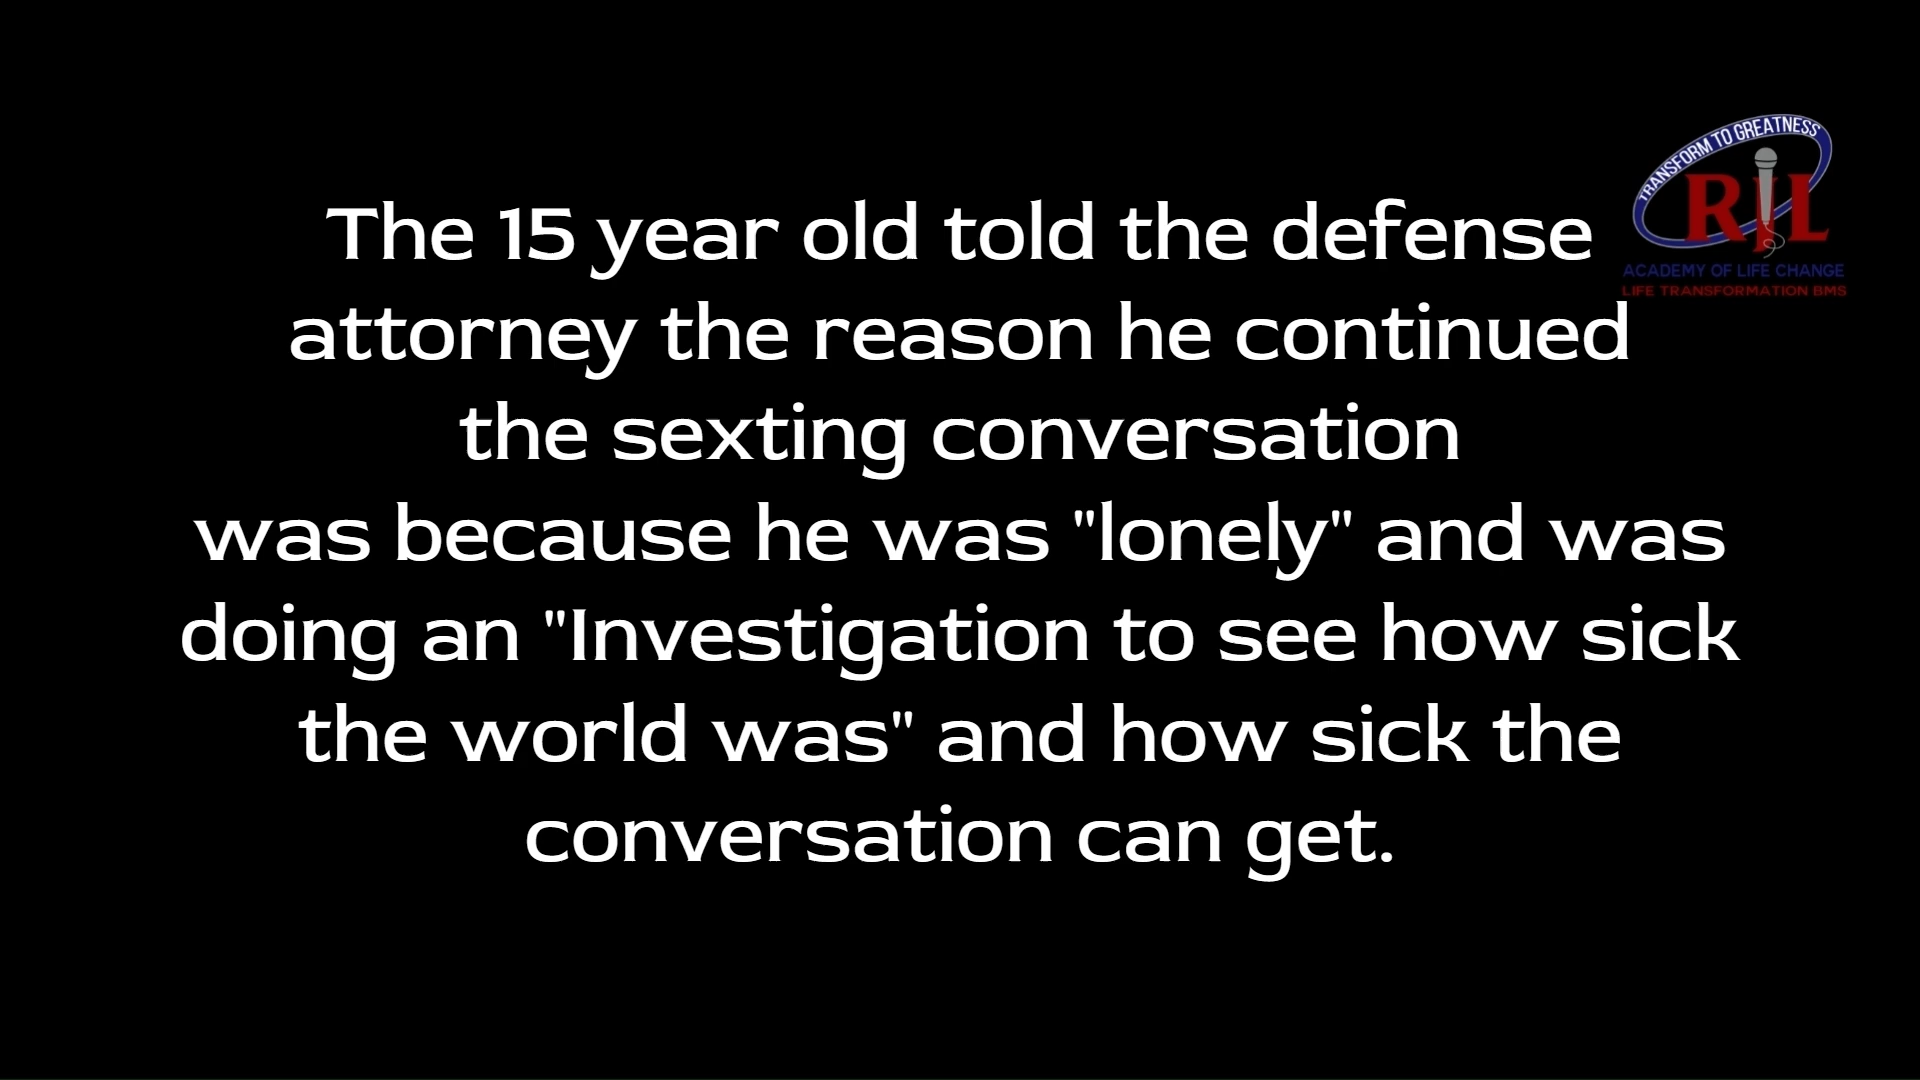 TRANSFORM TO GREATNESS
RIL
ACADEMY OF LIFE CHANGE
LIFE TRANSFORMATION BMS
The 15 year old told the defense
attorney the reason he continued
the sexting conversation
was because he was "lonely" and was
doing an "Investigation to see how sick
the world was" and how sick the
conversation can get.